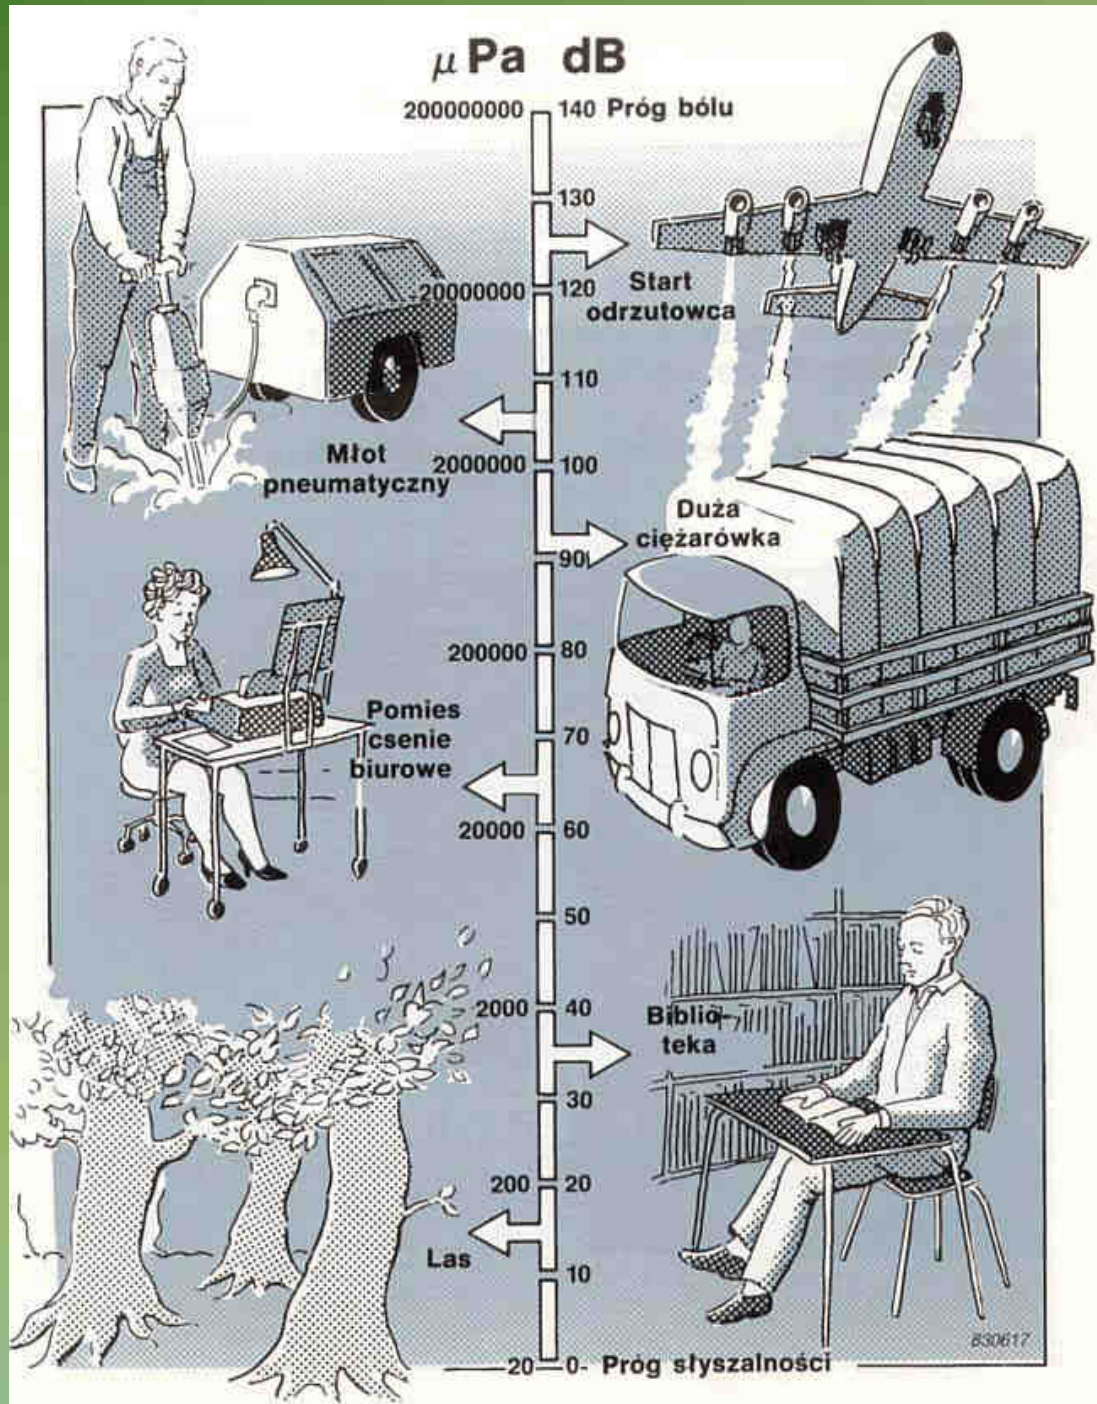 μ Pa dB
200000000 140 Próg bólu
130
Start
odrzutowca
20000000 120
110
Młot
pneumatyczny
2000000 100
Duża
ciężarówka
90
200000 80
Pomies
csenie
biurowe
70
20000 60
50
2000 40
Biblio-
teka
30
200 20
Las
10
20 0- Próg słyszalności
830617